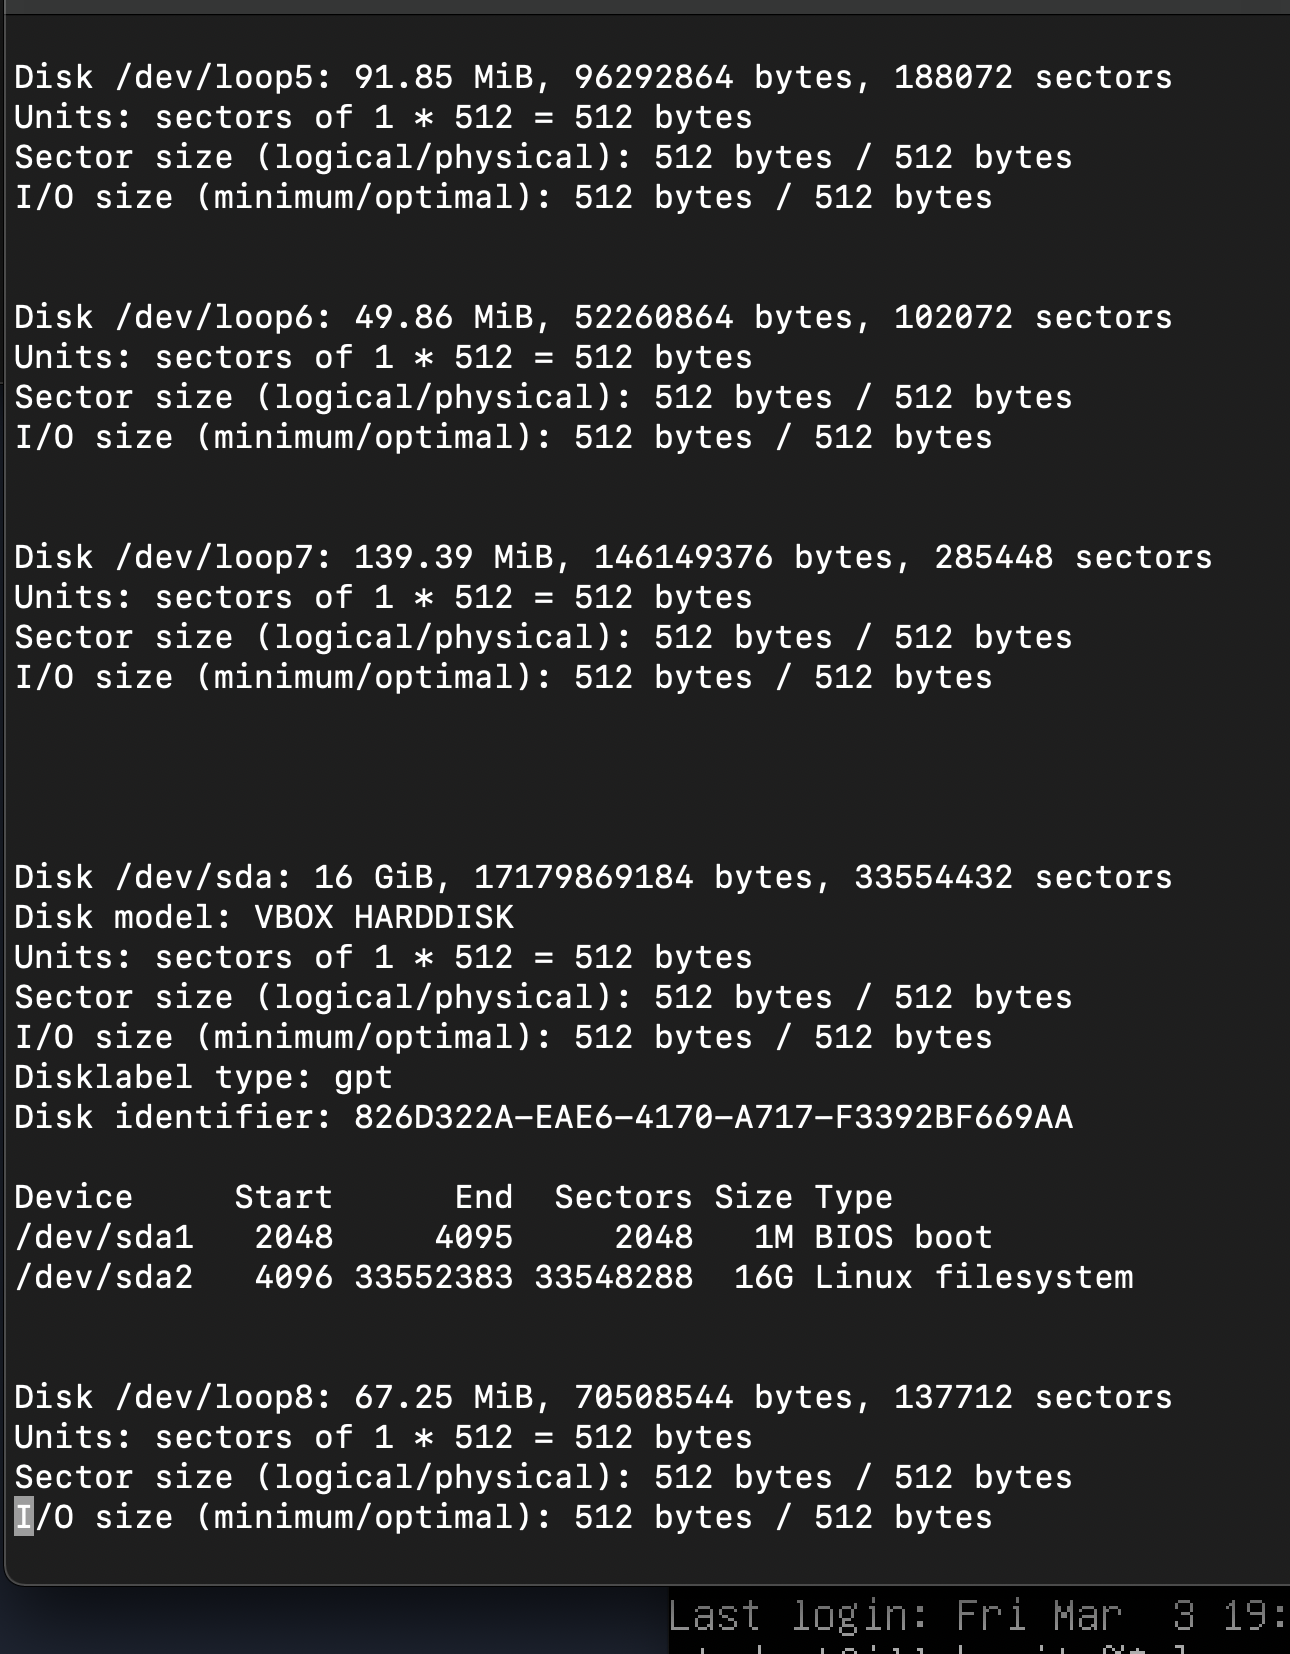 Disk /dev/loop5: 91.85 MiB, 96292864 bytes, 188072 sectors
Units: sectors of 1 * 512 = 512 bytes
Sector size (logical/physical): 512 bytes / 512 bytes
I/O size (minimum/optimal): 512 bytes / 512 bytes
Disk /dev/loop6: 49.86 MiB, 52260864 bytes, 102072 sectors
Units: sectors of 1 * 512 = 512 bytes
Sector size (logical/physical): 512 bytes / 512 bytes
I/O size (minimum/optimal): 512 bytes / 512 bytes
Disk /dev/loop7: 139.39 MiB, 146149376 bytes, 285448 sectors
Units: sectors of 1 * 512 = 512 bytes
Sector size (logical/physical): 512 bytes / 512 bytes
I/O size (minimum/optimal): 512 bytes / 512 bytes
Disk /dev/sda: 16 GiB, 17179869184 bytes, 33554432 sectors
Disk model: VBOX HARDDISK
Units: sectors of 1 * 512 = 512 bytes
Sector size (logical/physical): 512 bytes / 512 bytes
I/O size (minimum/optimal): 512 bytes / 512 bytes
Disklabel type: gpt
Disk identifier: 826D322A-EAE6-4170-A717-F3392BF669AA
Device     Start      End  Sectors Size Type
/dev/sda1   2048     4095     2048   1M BIOS boot
/dev/sda2   4096 33552383 33548288  16G Linux filesystem
Disk /dev/loop8: 67.25 MiB, 70508544 bytes, 137712 sectors
Units: sectors of 1 * 512 = 512 bytes
Sector size (logical/physical): 512 bytes / 512 bytes
I/O size (minimum/optimal): 512 bytes / 512 bytes
Last login: Fri Mar  3 19: